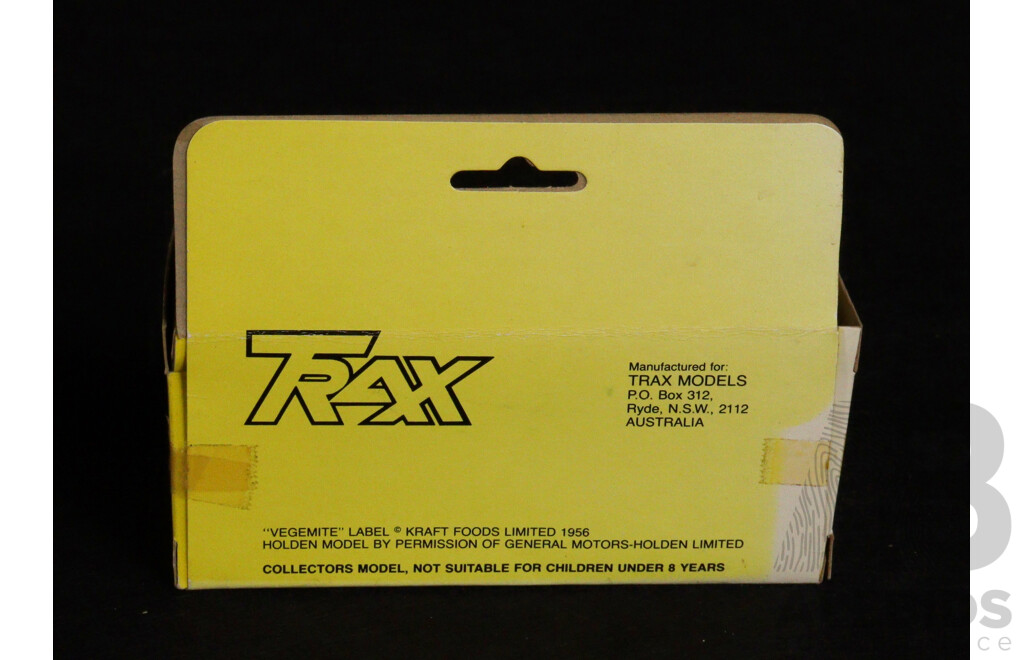 TRAX
Manufactured for:
TRAX MODELS
P.O. Box 312,
Ryde, N.S.W., 2112
AUSTRALIA
"VEGEMITE" LABEL © KRAFT FOODS LIMITED 1956
HOLDEN MODEL BY PERMISSION OF GENERAL MOTORS-HOLDEN LIMITED
COLLECTORS MODEL, NOT SUITABLE FOR CHILDREN UNDER 8 YEARS